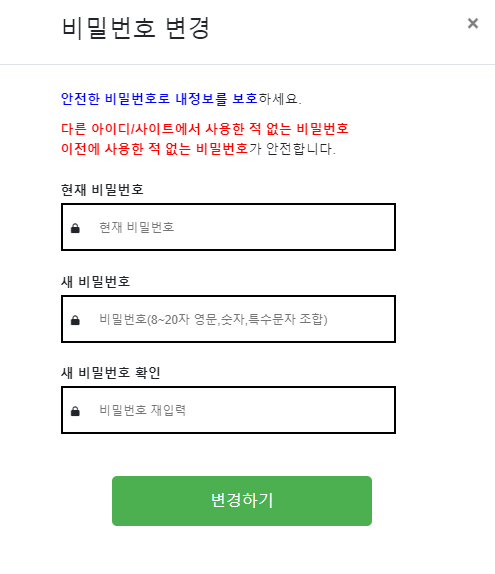 비밀번호 변경
×
안전한 비밀번호로 내정보를 보호하세요.
다른 아이디/사이트에서 사용한 적 없는 비밀번호
이전에 사용한 적 없는 비밀번호가 안전합니다.
현재 비밀번호
현재 비밀번호
새 비밀번호
비밀번호(8~20자 영문,숫자,특수문자 조합)
새 비밀번호 확인
비밀번호 재입력
변경하기